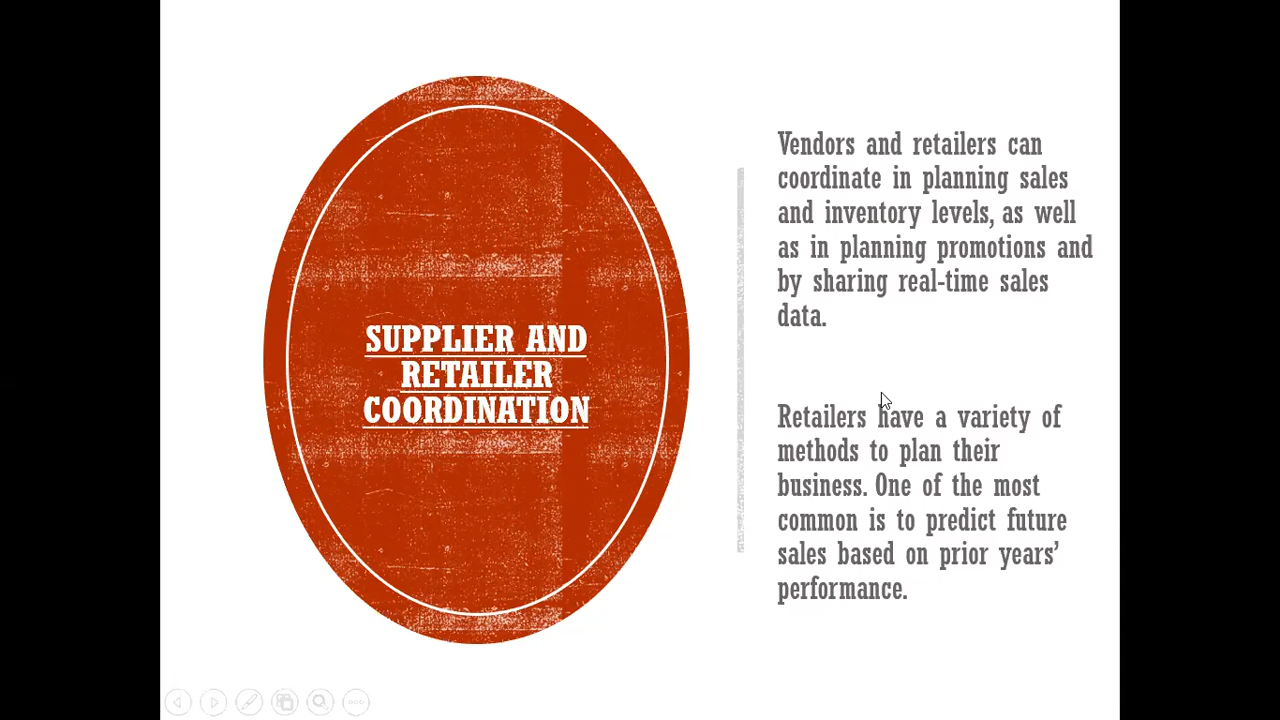 SUPPLIER AND
RETAILER
COORDINATION
Vendors and retailers can
coordinate in planning sales
and inventory levels, as well
as in planning promotions and
by sharing real-time sales
data.
Retailers have a variety of
methods to plan their
business. One of the most
common is to predict future
sales based on prior years’
performance.